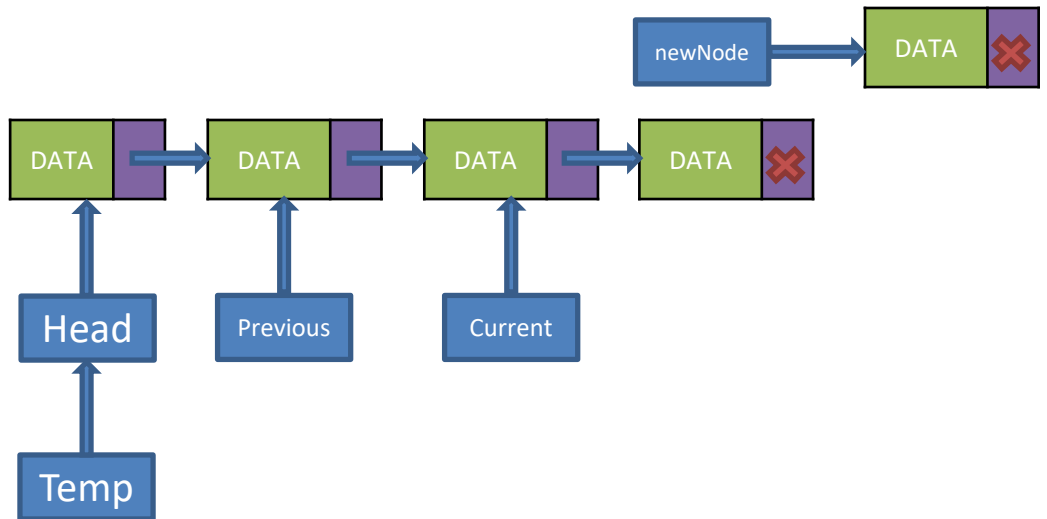 newNode
DATA
DATA
DATA
DATA
DATA
Head
Previous
Current
Temp